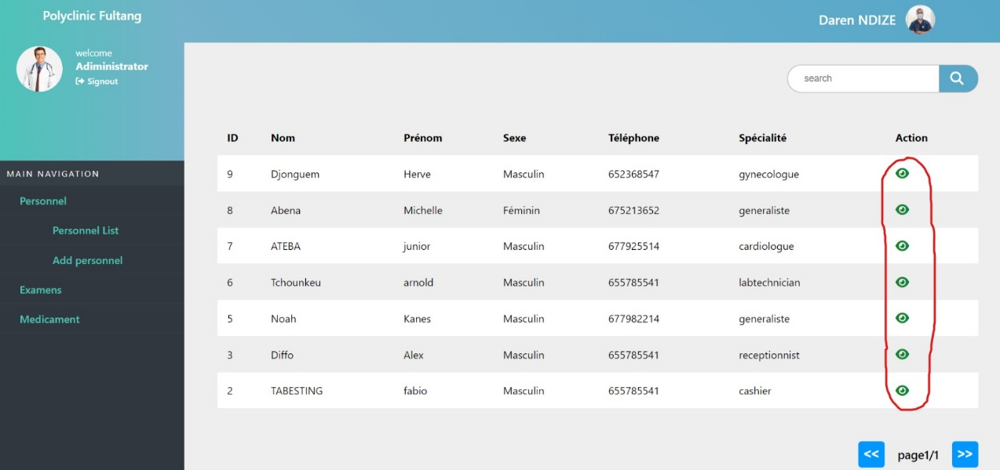 Polyclinic Fultang
Daren NDIZE
welcome
Adiministrator
Signout
search
MAIN NAVIGATION
Personnel
Personnel List
Add personnel
Examens
Medicament
ID Nom Prénom Sexe Téléphone Spécialité Action
9 Djonguem Herve Masculin 652368547 gynecologue
8 Abena Michelle Féminin 675213652 generaliste
7 ATEBA junior Masculin 677925514 cardiologue
6 Tchounkeu arnold Masculin 655785541 labtechnician
5 Noah Kanes Masculin 677982214 generaliste
3 Diffo Alex Masculin 655785541 receptionnist
2 TABESTING fabio Masculin 655785541 cashier
<< page1/1 >>